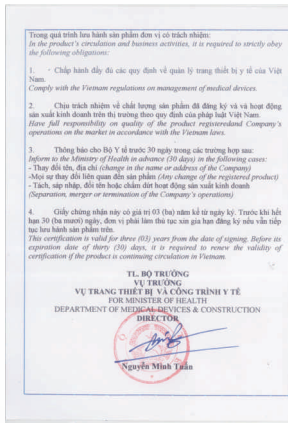 Trong quá trình lưu hành sản phẩm đơn vị có trách nhiệm:
In the product's circulation and business activities, it is required to strictly obey
the following obligations:
1. Chấp hành đầy đủ các quy định về quản lý trang thiết bị y tế của Việt
Nam.
Comply with the Vietnam regulations on management of medical devices.
2. Chịu trách nhiệm về chất lượng sản phẩm đã đăng ký và và hoạt động
sản xuất kinh doanh trên thị trường theo quy định của pháp luật Việt Nam.
Have full responsibility on quality of the product regysteredand Company's
operations on the market in accordance with the Vietnam laws.
3. Thông báo cho Bộ Y tế trước 30 ngày trong các trường hợp sau:
Inform to the Ministry of Health in advance (30 days) in the following cases:
- Thay đổi tên, địa chỉ (change in the name or address of the Company)
-Mọi sự thay đổi liên quan đến sản phẩm (Any change of the registered product)
- Tách, sáp nhập, đổi tên hoặc chấm dứt hoạt động sản xuất kinh doanh
(Separation, merger or termination of the Company's operations)
4. Giấy chứng nhận này có giá trị 03 (ba) năm kể từ ngày ký. Trước khi hết
hạn 30 (ba mươi) ngày, đơn vị phải làm thủ tục xin gia hạn đăng ký nếu vẫn tiếp
tục lưu hành sản phẩm trên.
This certification is valid for three (03) years from the date of signing. Before its
expiration date of thirty (30) days, it is required to renew the validity of
certification if the product is continuing circulation in Vietnam.
TL. BỘ TRƯỞNG
VỤ TRƯỞNG
VỤ TRANG THIẾT BỊ VÀ CÔNG TRÌNH Y TẾ
FOR MINISTER OF HEALTH
DEPARTMENT OF MEDICAL DEVICES & CONSTRUCTION
DIRECTOR
Nguyễn Minh Tuấn